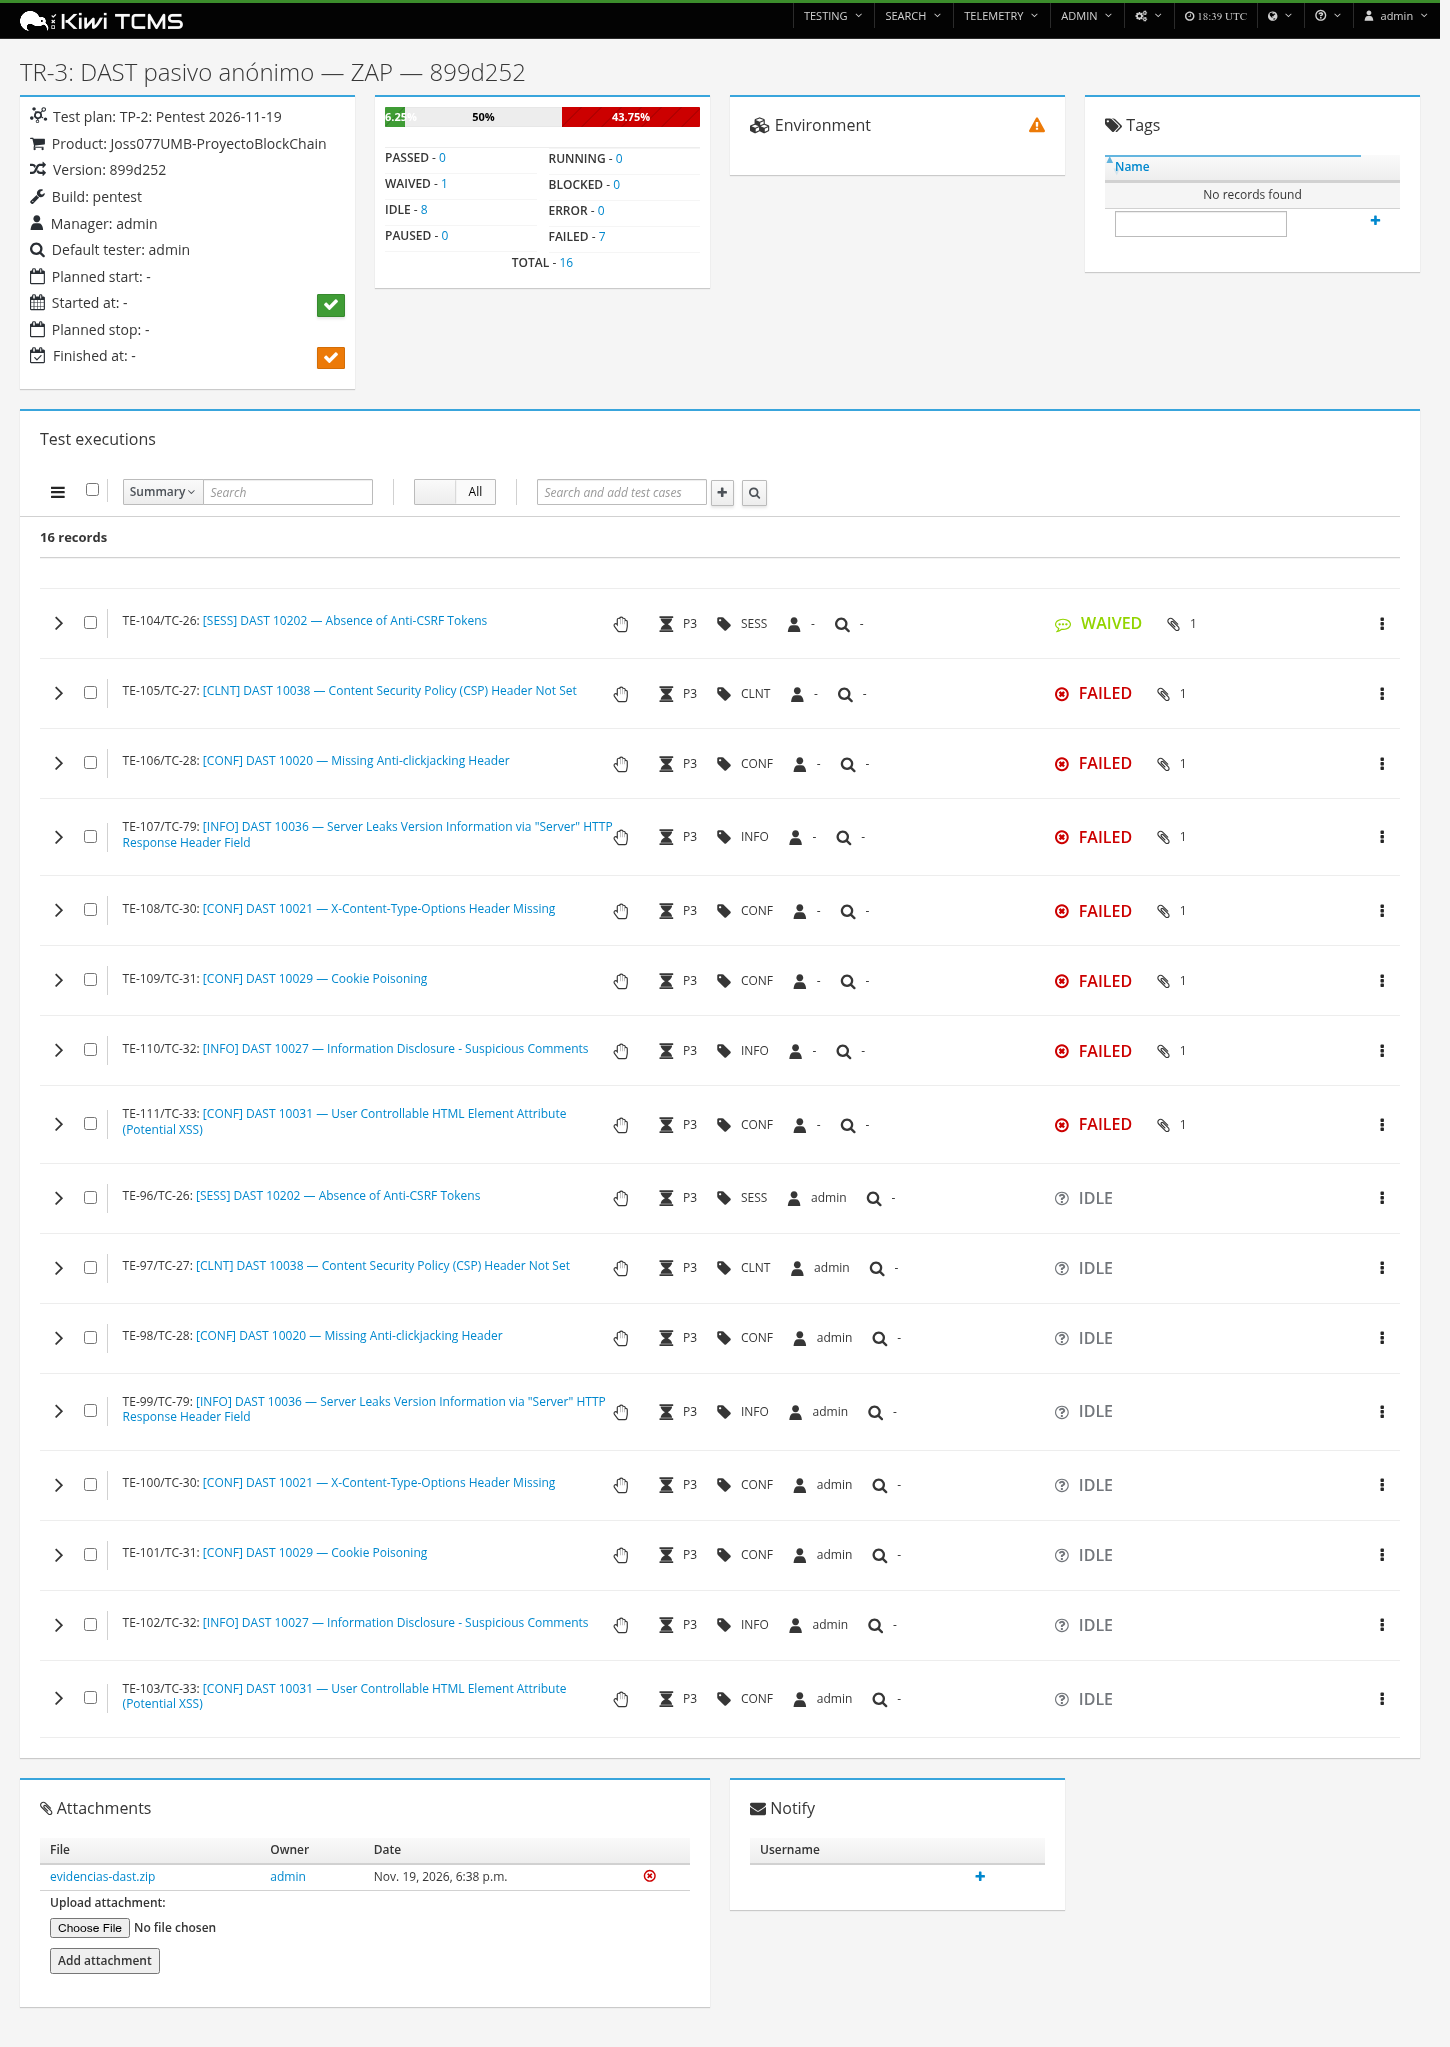 Kiwi TCMS
TESTING SEARCH TELEMETRY ADMIN 18:39 UTC admin
TR-3: DAST pasivo anónimo — ZAP — 899d252
Test plan: TP-2: Pentest 2026-11-19
Product: Joss077UMB-ProyectoBlockChain
Version: 899d252
Build: pentest
Manager: admin
Default tester: admin
Planned start: -
Started at: -
Planned stop: -
Finished at: -
6.25% 50% 43.75%
PASSED - 0
WAIVED - 1
IDLE - 8
PAUSED - 0
RUNNING - 0
BLOCKED - 0
ERROR - 0
FAILED - 7
TOTAL - 16
Environment
Tags
Name
No records found
Test executions
Summary Search All Search and add test cases
16 records
TE-104/TC-26: [SESS] DAST 10202 — Absence of Anti-CSRF Tokens P3 SESS - - WAIVED 1
TE-105/TC-27: [CLNT] DAST 10038 — Content Security Policy (CSP) Header Not Set P3 CLNT - - FAILED 1
TE-106/TC-28: [CONF] DAST 10020 — Missing Anti-clickjacking Header P3 CONF - - FAILED 1
TE-107/TC-79: [INFO] DAST 10036 — Server Leaks Version Information via "Server" HTTP
Response Header Field P3 INFO - - FAILED 1
TE-108/TC-30: [CONF] DAST 10021 — X-Content-Type-Options Header Missing P3 CONF - - FAILED 1
TE-109/TC-31: [CONF] DAST 10029 — Cookie Poisoning P3 CONF - - FAILED 1
TE-110/TC-32: [INFO] DAST 10027 — Information Disclosure - Suspicious Comments P3 INFO - - FAILED 1
TE-111/TC-33: [CONF] DAST 10031 — User Controllable HTML Element Attribute
(Potential XSS) P3 CONF - - FAILED 1
TE-96/TC-26: [SESS] DAST 10202 — Absence of Anti-CSRF Tokens P3 SESS admin - IDLE
TE-97/TC-27: [CLNT] DAST 10038 — Content Security Policy (CSP) Header Not Set P3 CLNT admin - IDLE
TE-98/TC-28: [CONF] DAST 10020 — Missing Anti-clickjacking Header P3 CONF admin - IDLE
TE-99/TC-79: [INFO] DAST 10036 — Server Leaks Version Information via "Server" HTTP
Response Header Field P3 INFO admin - IDLE
TE-100/TC-30: [CONF] DAST 10021 — X-Content-Type-Options Header Missing P3 CONF admin - IDLE
TE-101/TC-31: [CONF] DAST 10029 — Cookie Poisoning P3 CONF admin - IDLE
TE-102/TC-32: [INFO] DAST 10027 — Information Disclosure - Suspicious Comments P3 INFO admin - IDLE
TE-103/TC-33: [CONF] DAST 10031 — User Controllable HTML Element Attribute
(Potential XSS) P3 CONF admin - IDLE
Attachments
File Owner Date
evidencias-dast.zip admin Nov. 19, 2026, 6:38 p.m.
Upload attachment:
Choose File No file chosen
Add attachment
Notify
Username